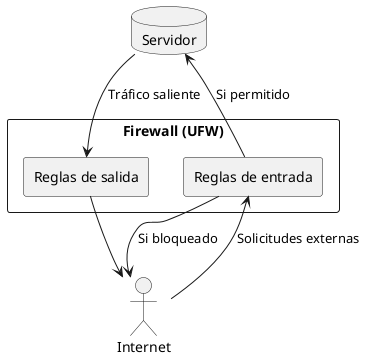 Servidor
Tráfico saliente
Si permitido
Firewall (UFW)
Reglas de salida
Reglas de entrada
Si bloqueado
Solicitudes externas
Internet